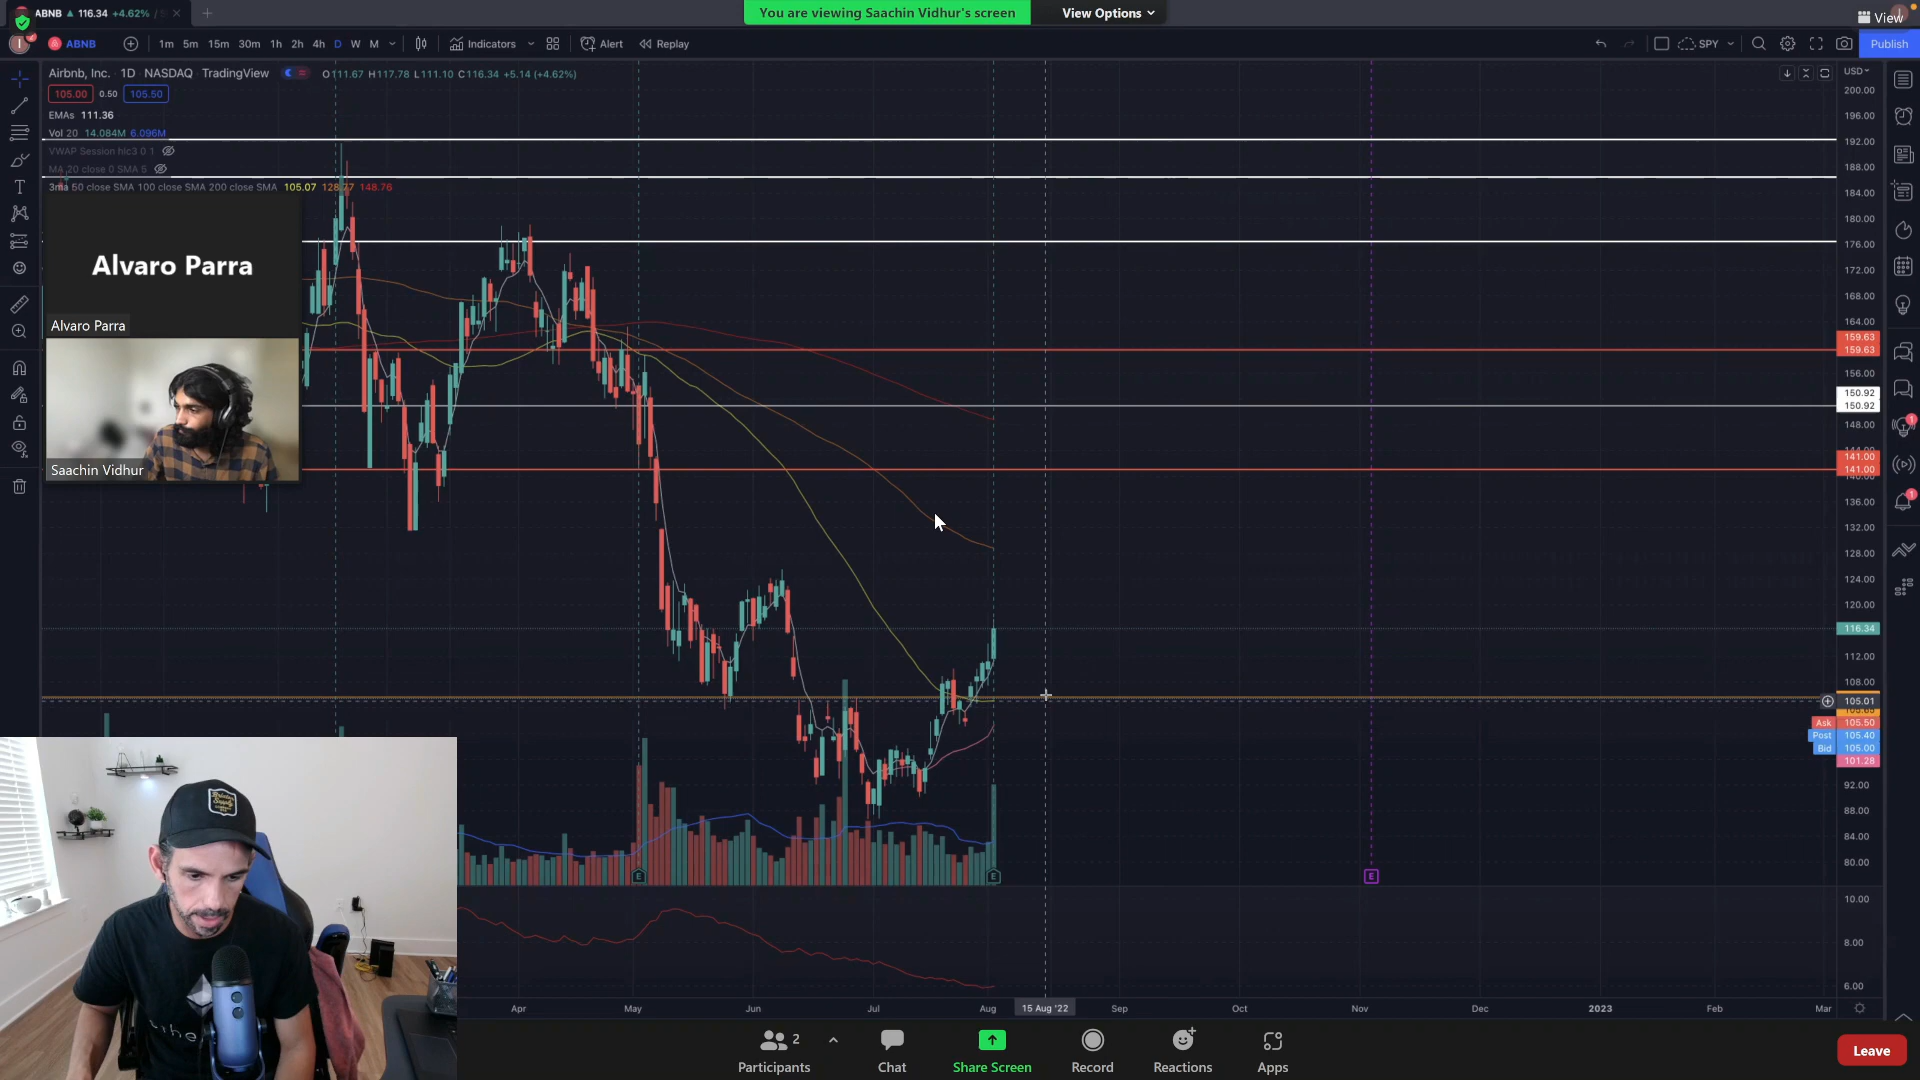 ABNB ▲ 116.34 +4.62%
You are viewing Saachin Vidhur's screen
View Options
View
ABNB
1m 5m 15m 30m 1h 2h 4h D W M
Indicators
Alert
Replay
SPY
Publish
Airbnb, Inc. · 1D · NASDAQ · TradingView
O111.67 H117.78 L111.10 C116.34 +5.14 (+4.62%)
105.00 0.50 105.50
EMAs 111.36
Vol 20 14.084M 6.096M
VWAP Session hlc3 0 1
MA 20 close 0 SMA 5
3ma 50 close SMA 100 close SMA 200 close SMA 105.07 128.77 148.76
Alvaro Parra
Alvaro Parra
Saachin Vidhur
USD
200.00
196.00
192.00
188.00
184.00
180.00
176.00
172.00
168.00
164.00
159.63
159.63
156.00
150.92
150.92
148.00
141.00
141.00
140.00
136.00
132.00
128.00
124.00
120.00
116.34
112.00
108.00
105.01
Ask 105.50
Post 105.40
Bid 105.00
101.28
92.00
88.00
84.00
80.00
10.00
8.00
6.00
E
E
E
Apr
May
Jun
Jul
Aug
15 Aug '22
Sep
Oct
Nov
Dec
2023
Feb
Mar
2
Participants
Chat
Share Screen
Record
Reactions
Apps
Leave